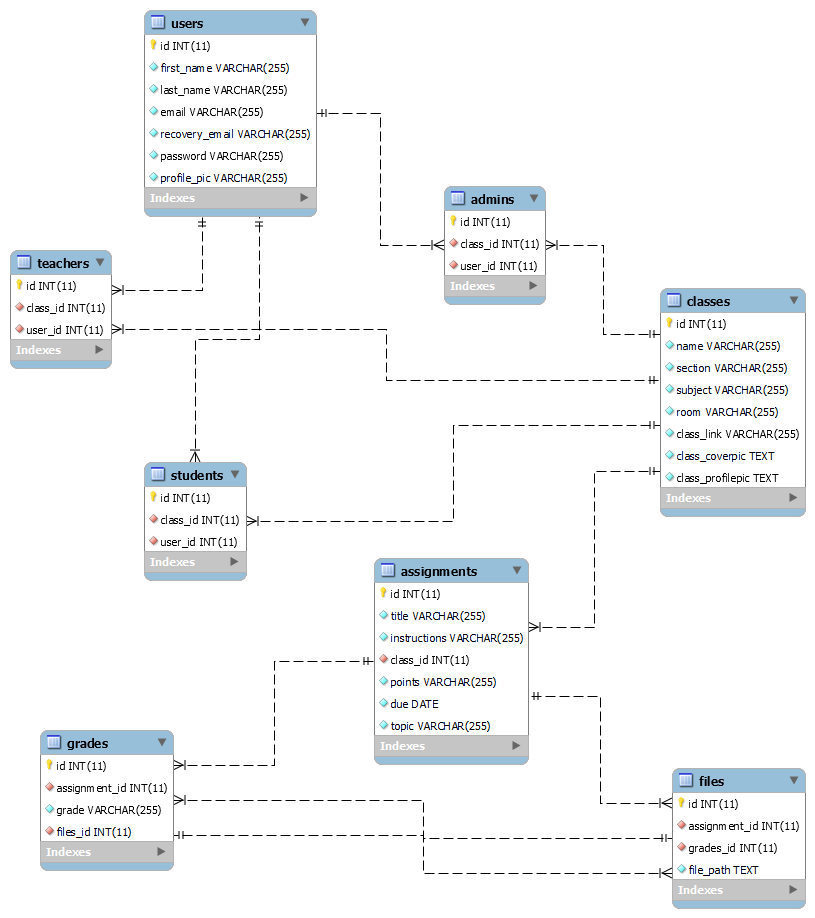 users
id INT(11)
first_name VARCHAR(255)
last_name VARCHAR(255)
email VARCHAR(255)
recovery_email VARCHAR(255)
password VARCHAR(255)
profile_pic VARCHAR(255)
Indexes
admins
id INT(11)
class_id INT(11)
user_id INT(11)
Indexes
teachers
id INT(11)
class_id INT(11)
user_id INT(11)
Indexes
classes
id INT(11)
name VARCHAR(255)
section VARCHAR(255)
subject VARCHAR(255)
room VARCHAR(255)
class_link VARCHAR(255)
class_coverpic TEXT
class_profilepic TEXT
Indexes
students
id INT(11)
class_id INT(11)
user_id INT(11)
Indexes
assignments
id INT(11)
title VARCHAR(255)
instructions VARCHAR(255)
class_id INT(11)
points VARCHAR(255)
due DATE
topic VARCHAR(255)
Indexes
grades
id INT(11)
assignment_id INT(11)
grade VARCHAR(255)
files_id INT(11)
Indexes
files
id INT(11)
assignment_id INT(11)
grades_id INT(11)
file_path TEXT
Indexes